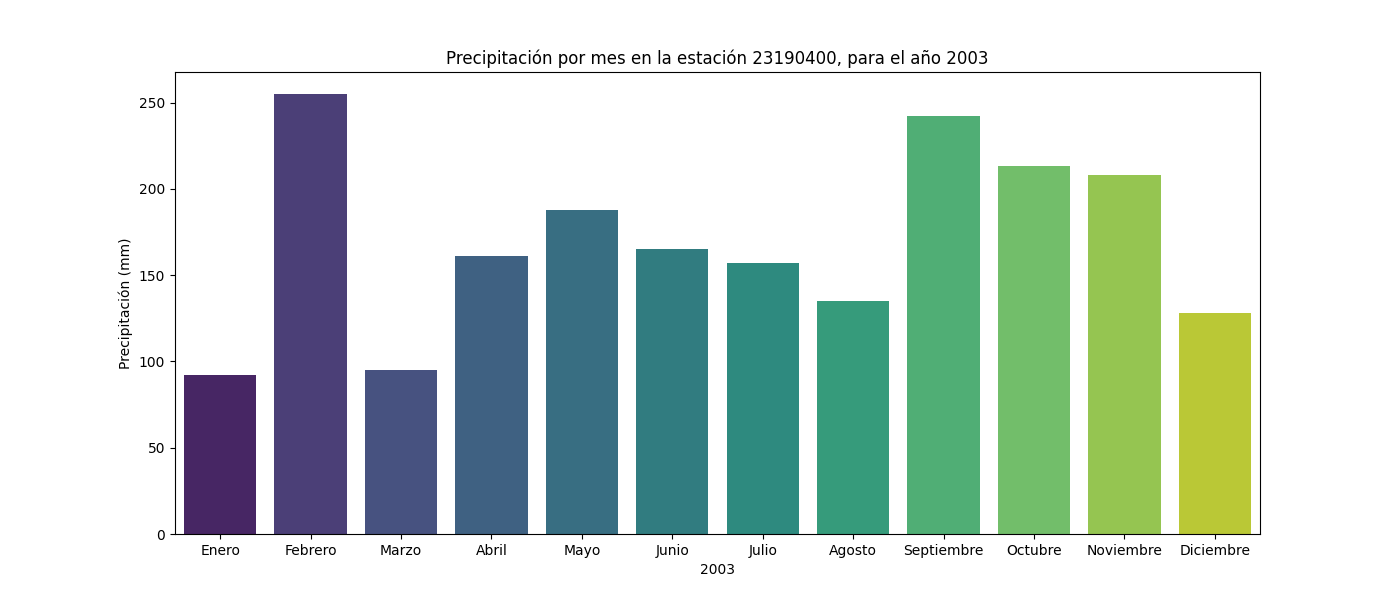 Precipitación por mes en la estación 23190400, para el año 2003
Precipitación (mm)
250
200
150
100
50
0
Enero Febrero Marzo Abril Mayo Junio Julio Agosto Septiembre Octubre Noviembre Diciembre
2003